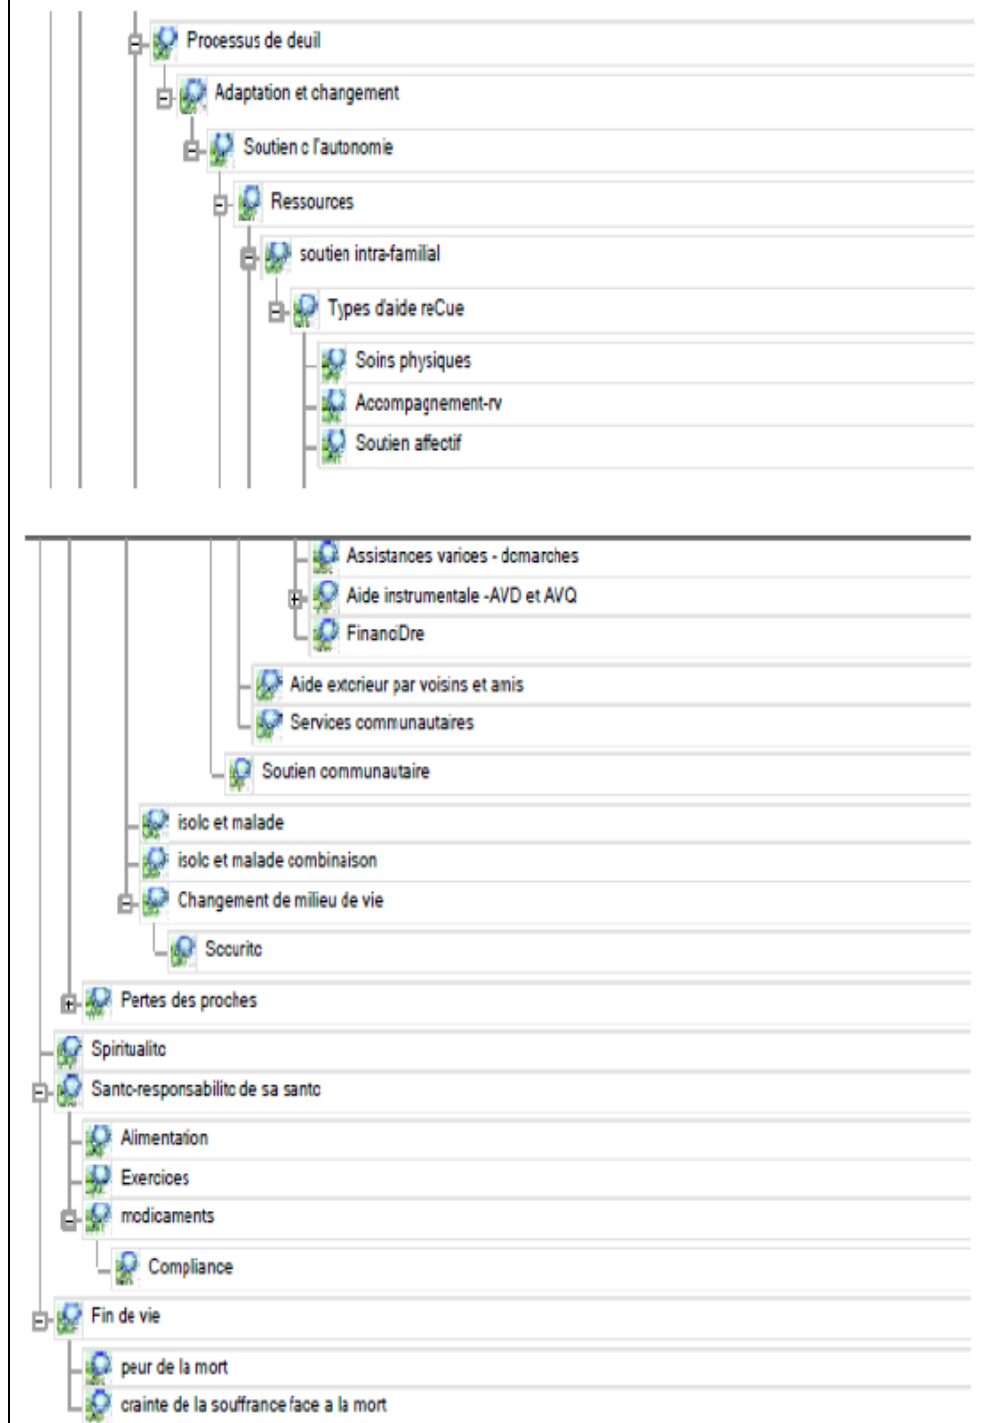 Processus de deuil
Adaptation et changement
Soutien c l'autonomie
Ressources
soutien intra-familial
Types d'aide reCue
Soins physiques
Accompagnement-rv
Soutien affectif
Assistances varices - dcmarches
Aide instrumentale -AVD et AVQ
FinanciDre
Aide extcrieur par voisins et amis
Services communautaires
Soutien communautaire
isolc et malade
isolc et malade combinaison
Changement de milieu de vie
Sccuritc
Pertes des proches
Spiritualitc
Santc-responsabilitc de sa santc
Alimentation
Exercices
mcdicaments
Compliance
Fin de vie
peur de la mort
crainte de la souffrance face a la mort